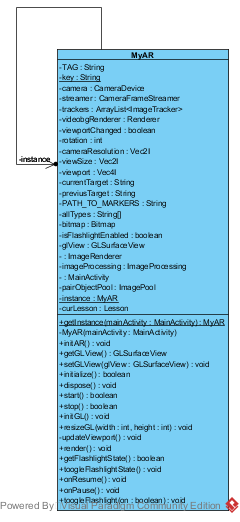 MyAR
-TAG : String
-key : String
-camera : CameraDevice
-streamer : CameraFrameStreamer
-trackers : ArrayList<ImageTracker>
-videobgRenderer : Renderer
-viewportChanged : boolean
-rotation : int
-cameraResolution : Vec2I
-instance
-viewSize : Vec2I
-viewport : Vec4I
-currentTarget : String
-previusTarget : String
-PATH_TO_MARKERS : String
-allTypes : String[]
-bitmap : Bitmap
-isFlashlightEnabled : boolean
-glView : GLSurfaceView
- : ImageRenderer
-imageProcessing : ImageProcessing
- : MainActivity
-pairObjectPool : ImagePool
-instance : MyAR
-curLesson : Lesson
+getInstance(mainActivity : MainActivity) : MyAR
-MyAR(mainActivity : MainActivity)
+initAR() : void
+getGLView() : GLSurfaceView
+setGLView(glView : GLSurfaceView) : void
+initialize() : boolean
+dispose() : void
+start() : boolean
+stop() : boolean
+initGL() : void
+resizeGL(width : int, height : int) : void
-updateViewport() : void
+render() : void
+getFlashlightState() : boolean
+toogleFlashlightState() : void
+onResume() : void
+onPause() : void
+toogleFlashlight(on : boolean) : void
Powered By Visual Paradigm Community Edition